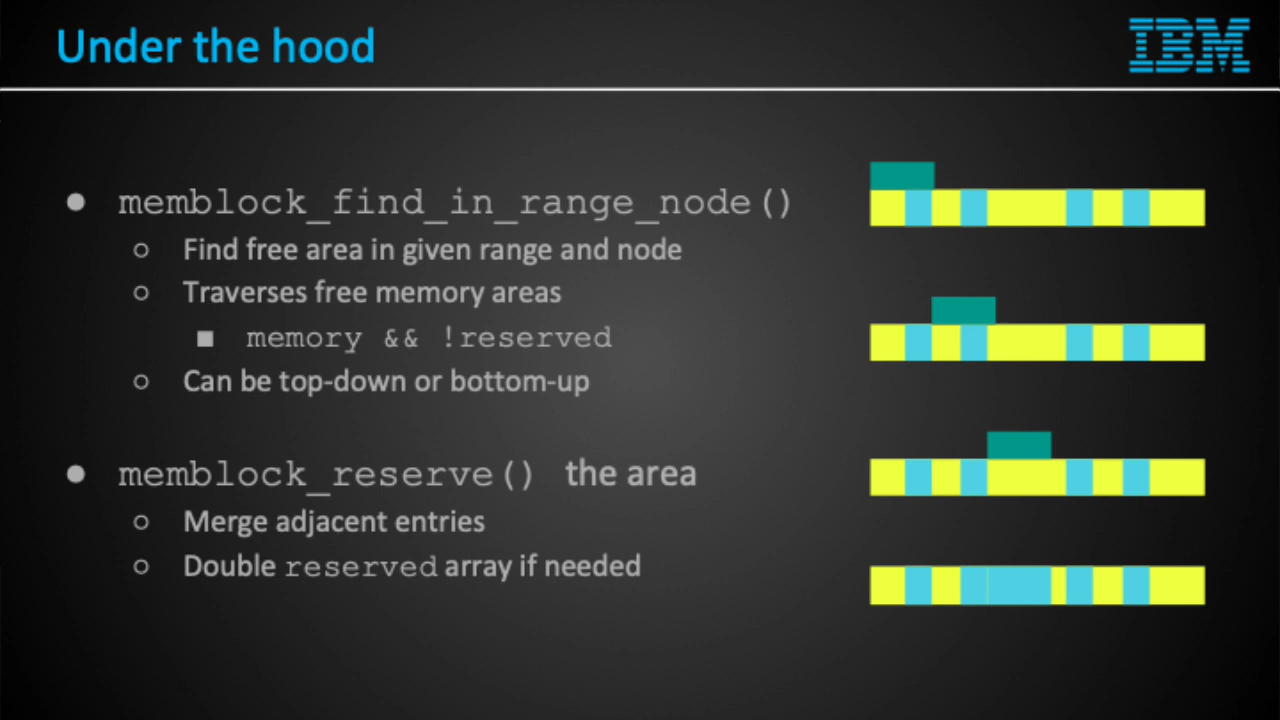 Under the hood
IBM
● memblock_find_in_range_node()
○ Find free area in given range and node
○ Traverses free memory areas
■ memory && !reserved
○ Can be top-down or bottom-up
● memblock_reserve() the area
○ Merge adjacent entries
○ Double reserved array if needed